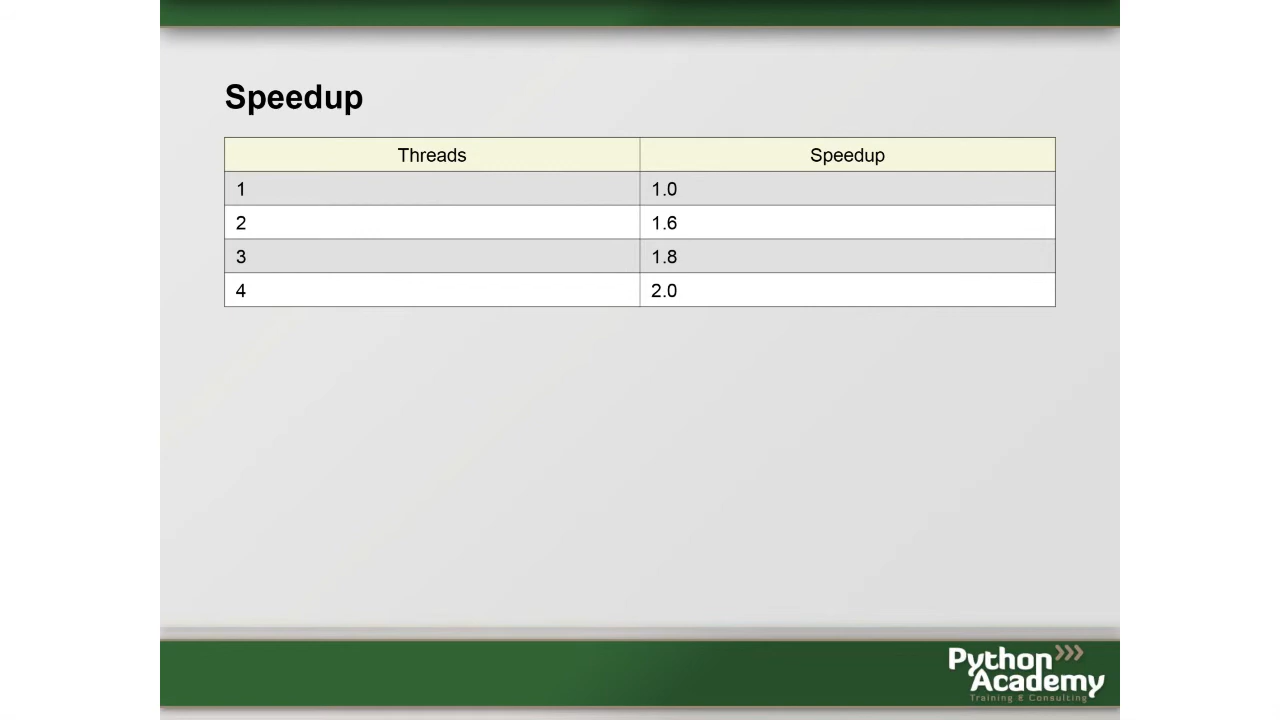 Speedup
Threads Speedup
1 1.0
2 1.6
3 1.8
4 2.0
Python
Academy
Training & Consulting